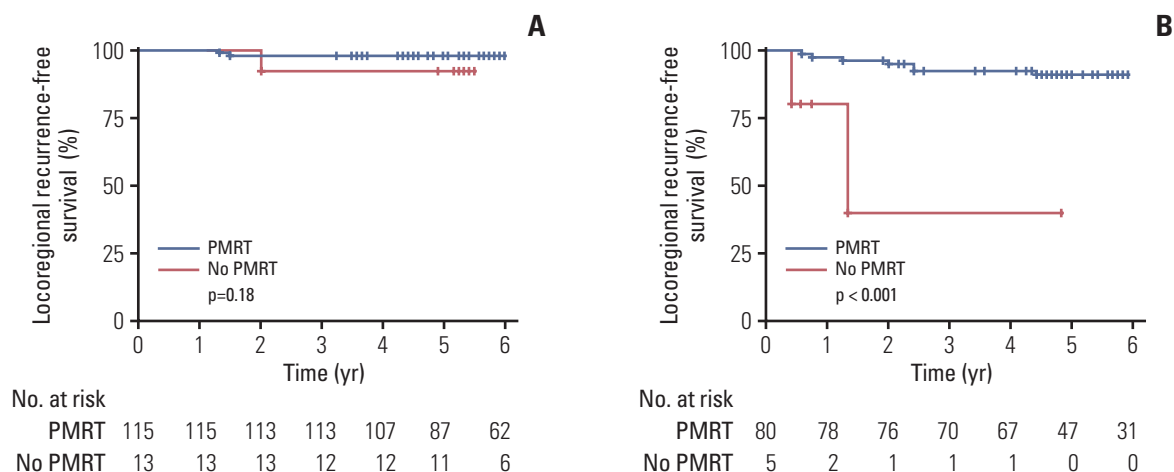 A
Locoregional recurrence-free
survival (%)
100
75
50
25
0
PMRT
No PMRT
p=0.18
0 1 2 3 4 5 6
Time (yr)
No. at risk
PMRT 115 115 113 113 107 87 62
No PMRT 13 13 13 12 12 11 6
B
Locoregional recurrence-free
survival (%)
100
75
50
25
0
PMRT
No PMRT
p < 0.001
0 1 2 3 4 5 6
Time (yr)
No. at risk
PMRT 80 78 76 70 67 47 31
No PMRT 5 2 1 1 1 0 0